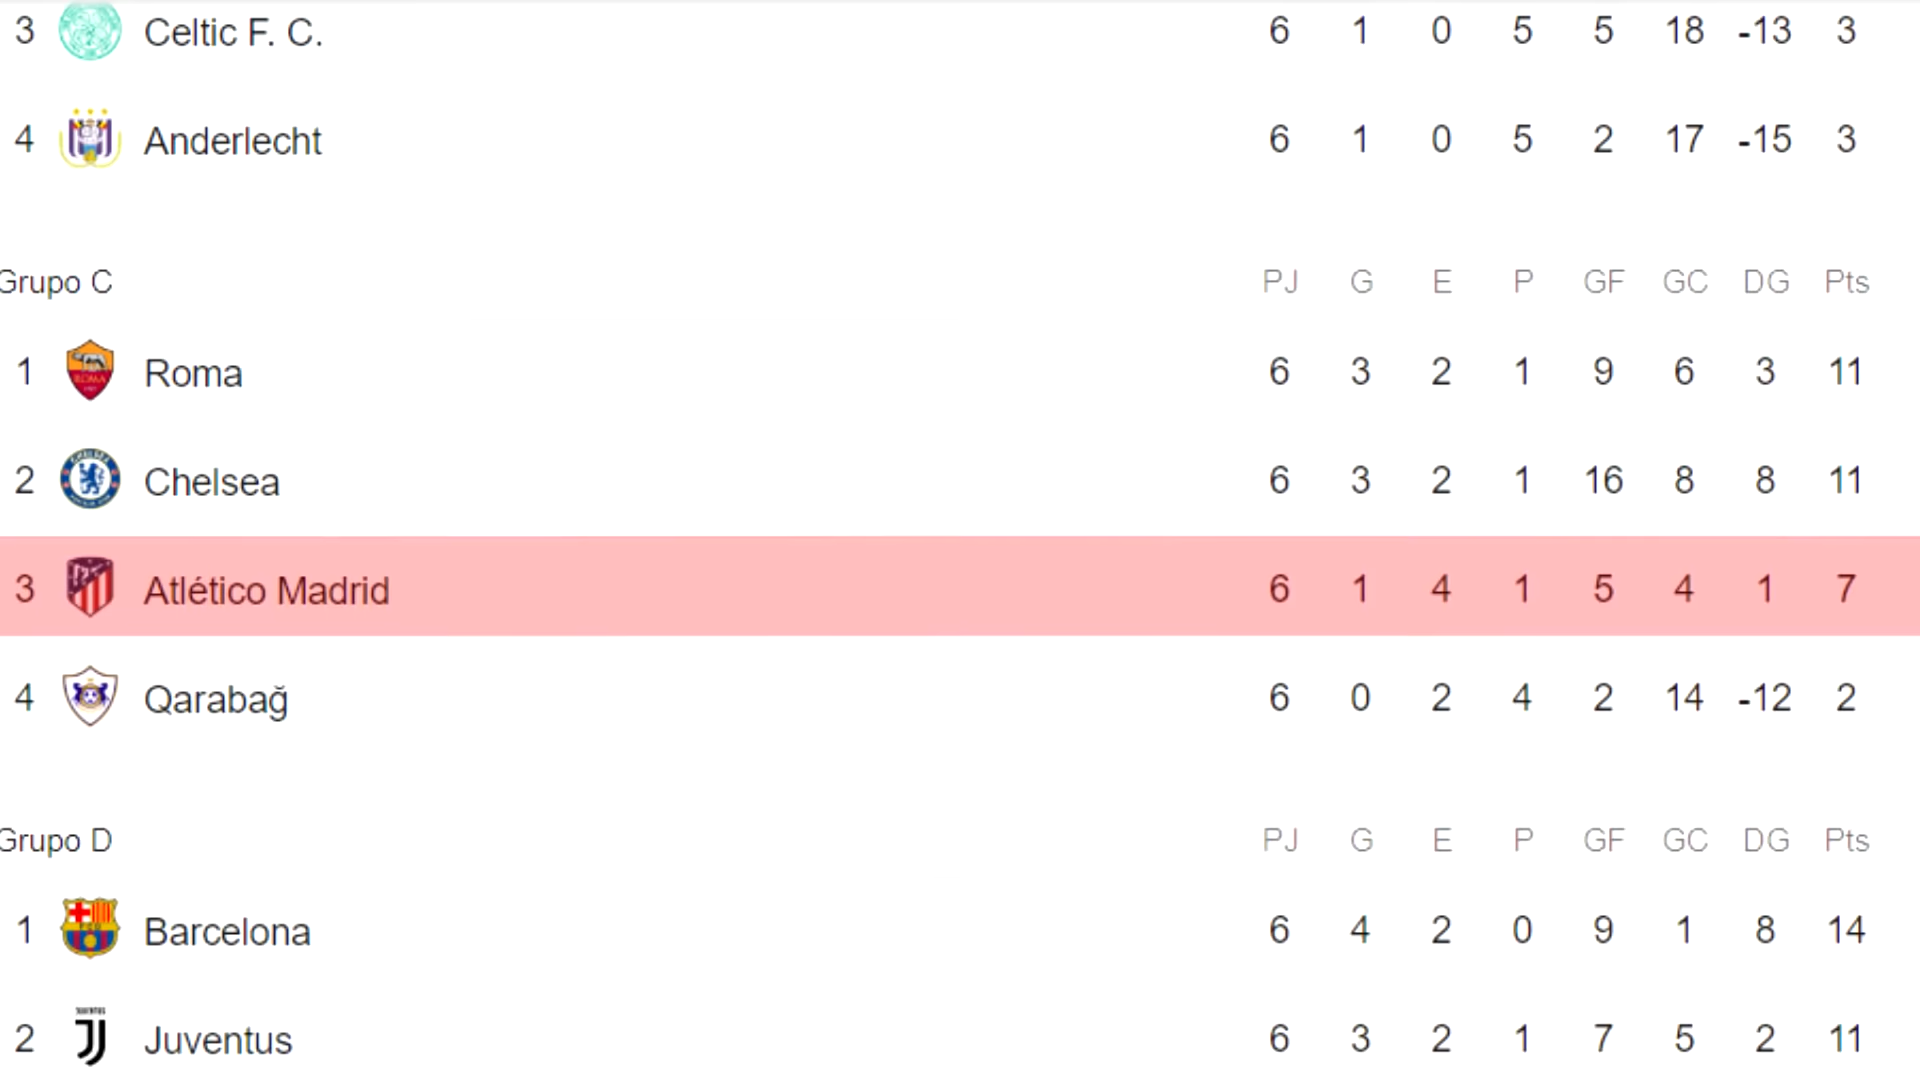 3 Celtic F. C. 6 1 0 5 5 18 -13 3
4 Anderlecht 6 1 0 5 2 17 -15 3
Grupo C PJ G E P GF GC DG Pts
1 Roma 6 3 2 1 9 6 3 11
2 Chelsea 6 3 2 1 16 8 8 11
3 Atlético Madrid 6 1 4 1 5 4 1 7
4 Qarabağ 6 0 2 4 2 14 -12 2
Grupo D PJ G E P GF GC DG Pts
1 Barcelona 6 4 2 0 9 1 8 14
2 Juventus 6 3 2 1 7 5 2 11